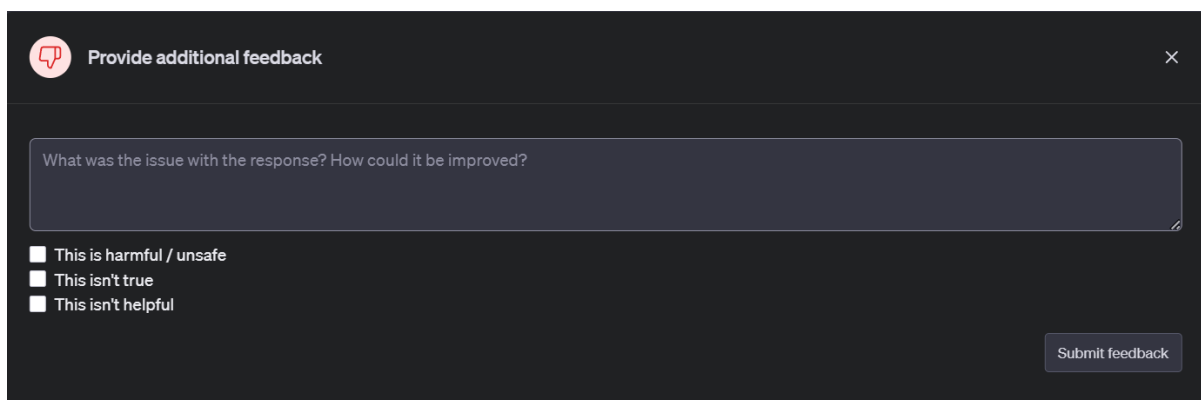 Provide additional feedback
What was the issue with the response? How could it be improved?
This is harmful / unsafe
This isn't true
This isn't helpful
Submit feedback